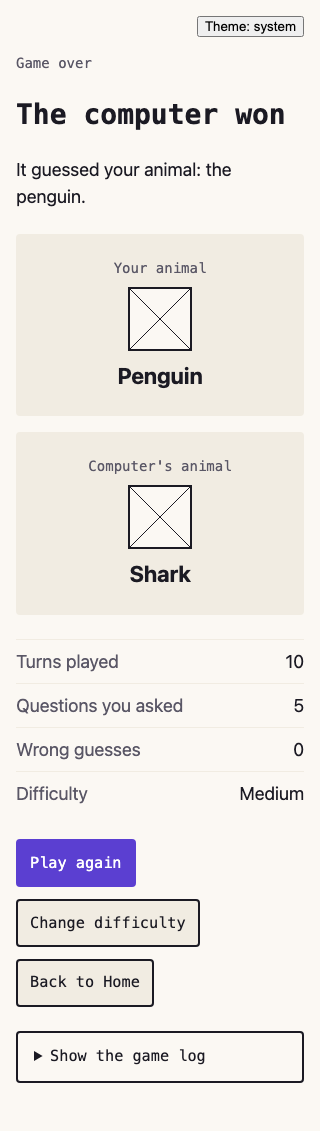 Theme: system
Game over
The computer won
It guessed your animal: the
penguin.
Your animal
Penguin
Computer's animal
Shark
Turns played 10
Questions you asked 5
Wrong guesses 0
Difficulty Medium
Play again
Change difficulty
Back to Home
▶ Show the game log